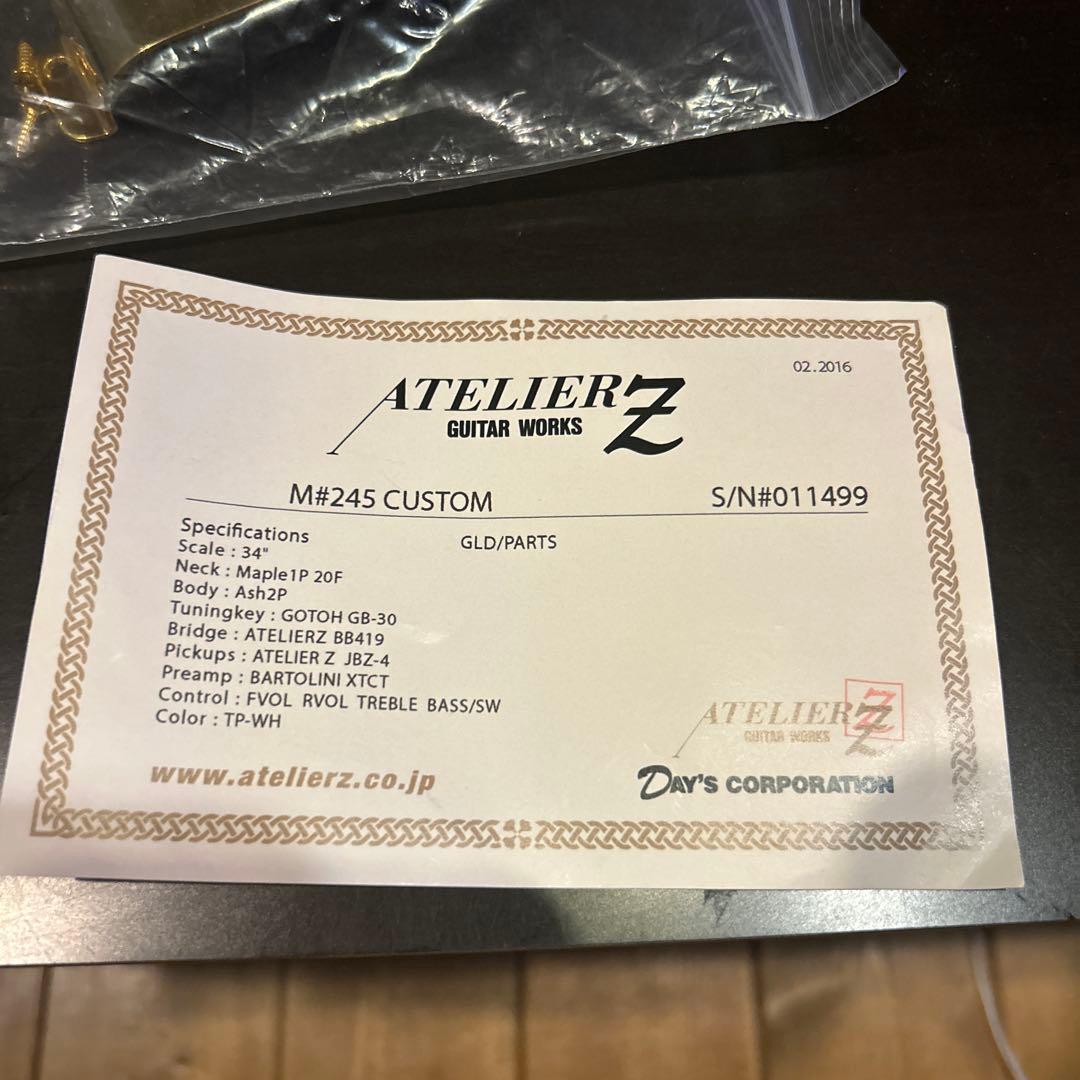 02.2016
ATELIER Z
GUITAR WORKS
M#245 CUSTOM S/N#011499
Specifications
GLD/PARTS
Scale : 34"
Neck : Maple1P 20F
Body : Ash2P
Tuningkey : GOTOH GB-30
Bridge : ATELIERZ BB419
Pickups : ATELIER Z JBZ-4
Preamp : BARTOLINI XTCT
Control : FVOL RVOL TREBLE BASS/SW
Color : TP-WH
ATELIER Z
GUITAR WORKS
Z
www.atelierz.co.jp
DAY'S CORPORATION